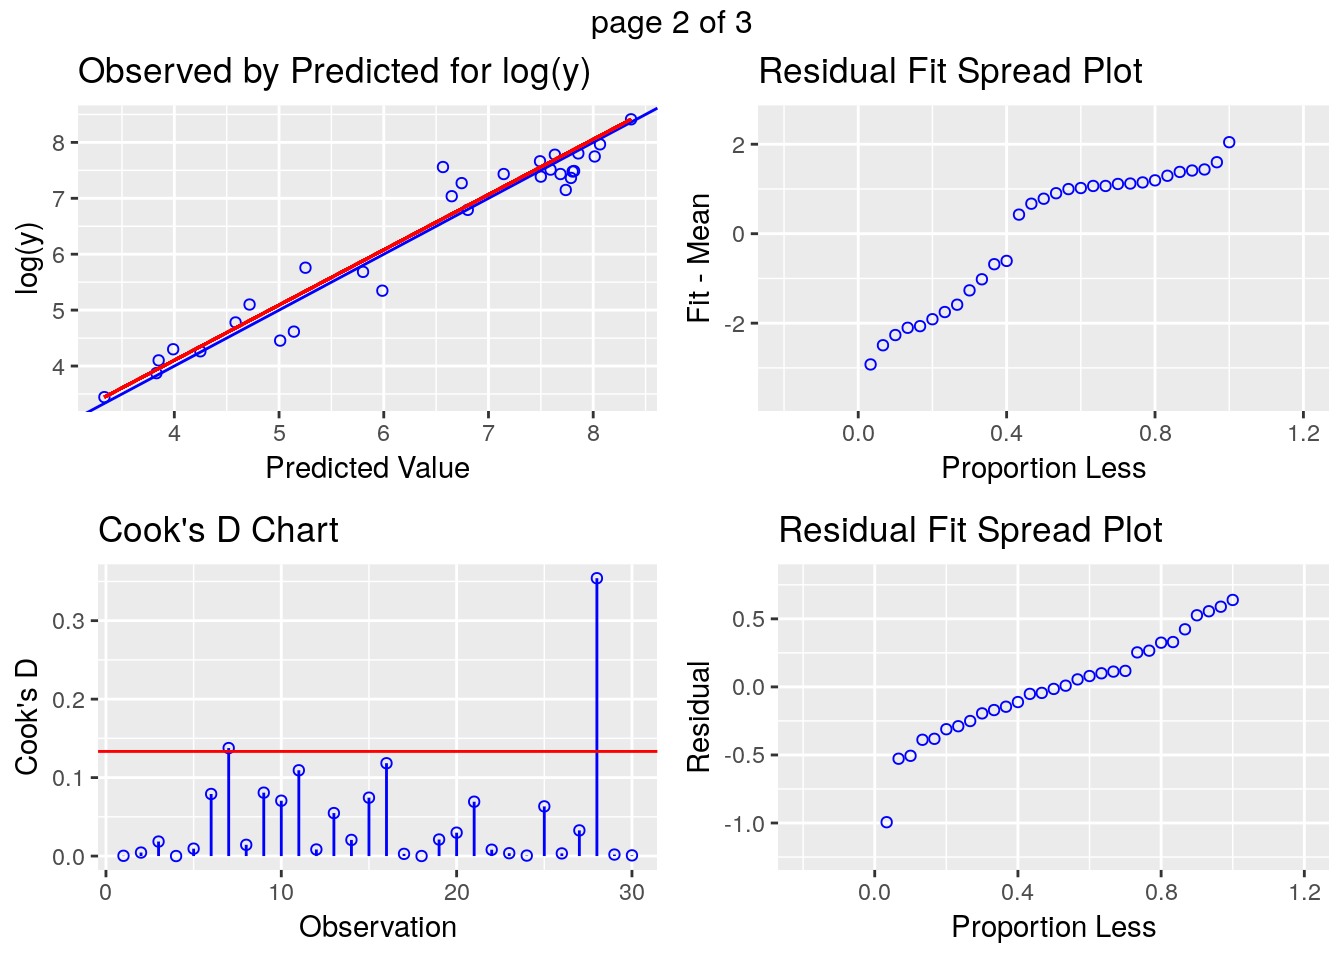 page 2 of 3
Observed by Predicted for log(y)
log(y)
8
7
6
5
4
4 5 6 7 8
Predicted Value
Residual Fit Spread Plot
Fit - Mean
2
0
-2
0.0 0.4 0.8 1.2
Proportion Less
Cook's D Chart
Cook's D
0.3
0.2
0.1
0.0
0 10 20 30
Observation
Residual Fit Spread Plot
Residual
0.5
0.0
-0.5
-1.0
0.0 0.4 0.8 1.2
Proportion Less